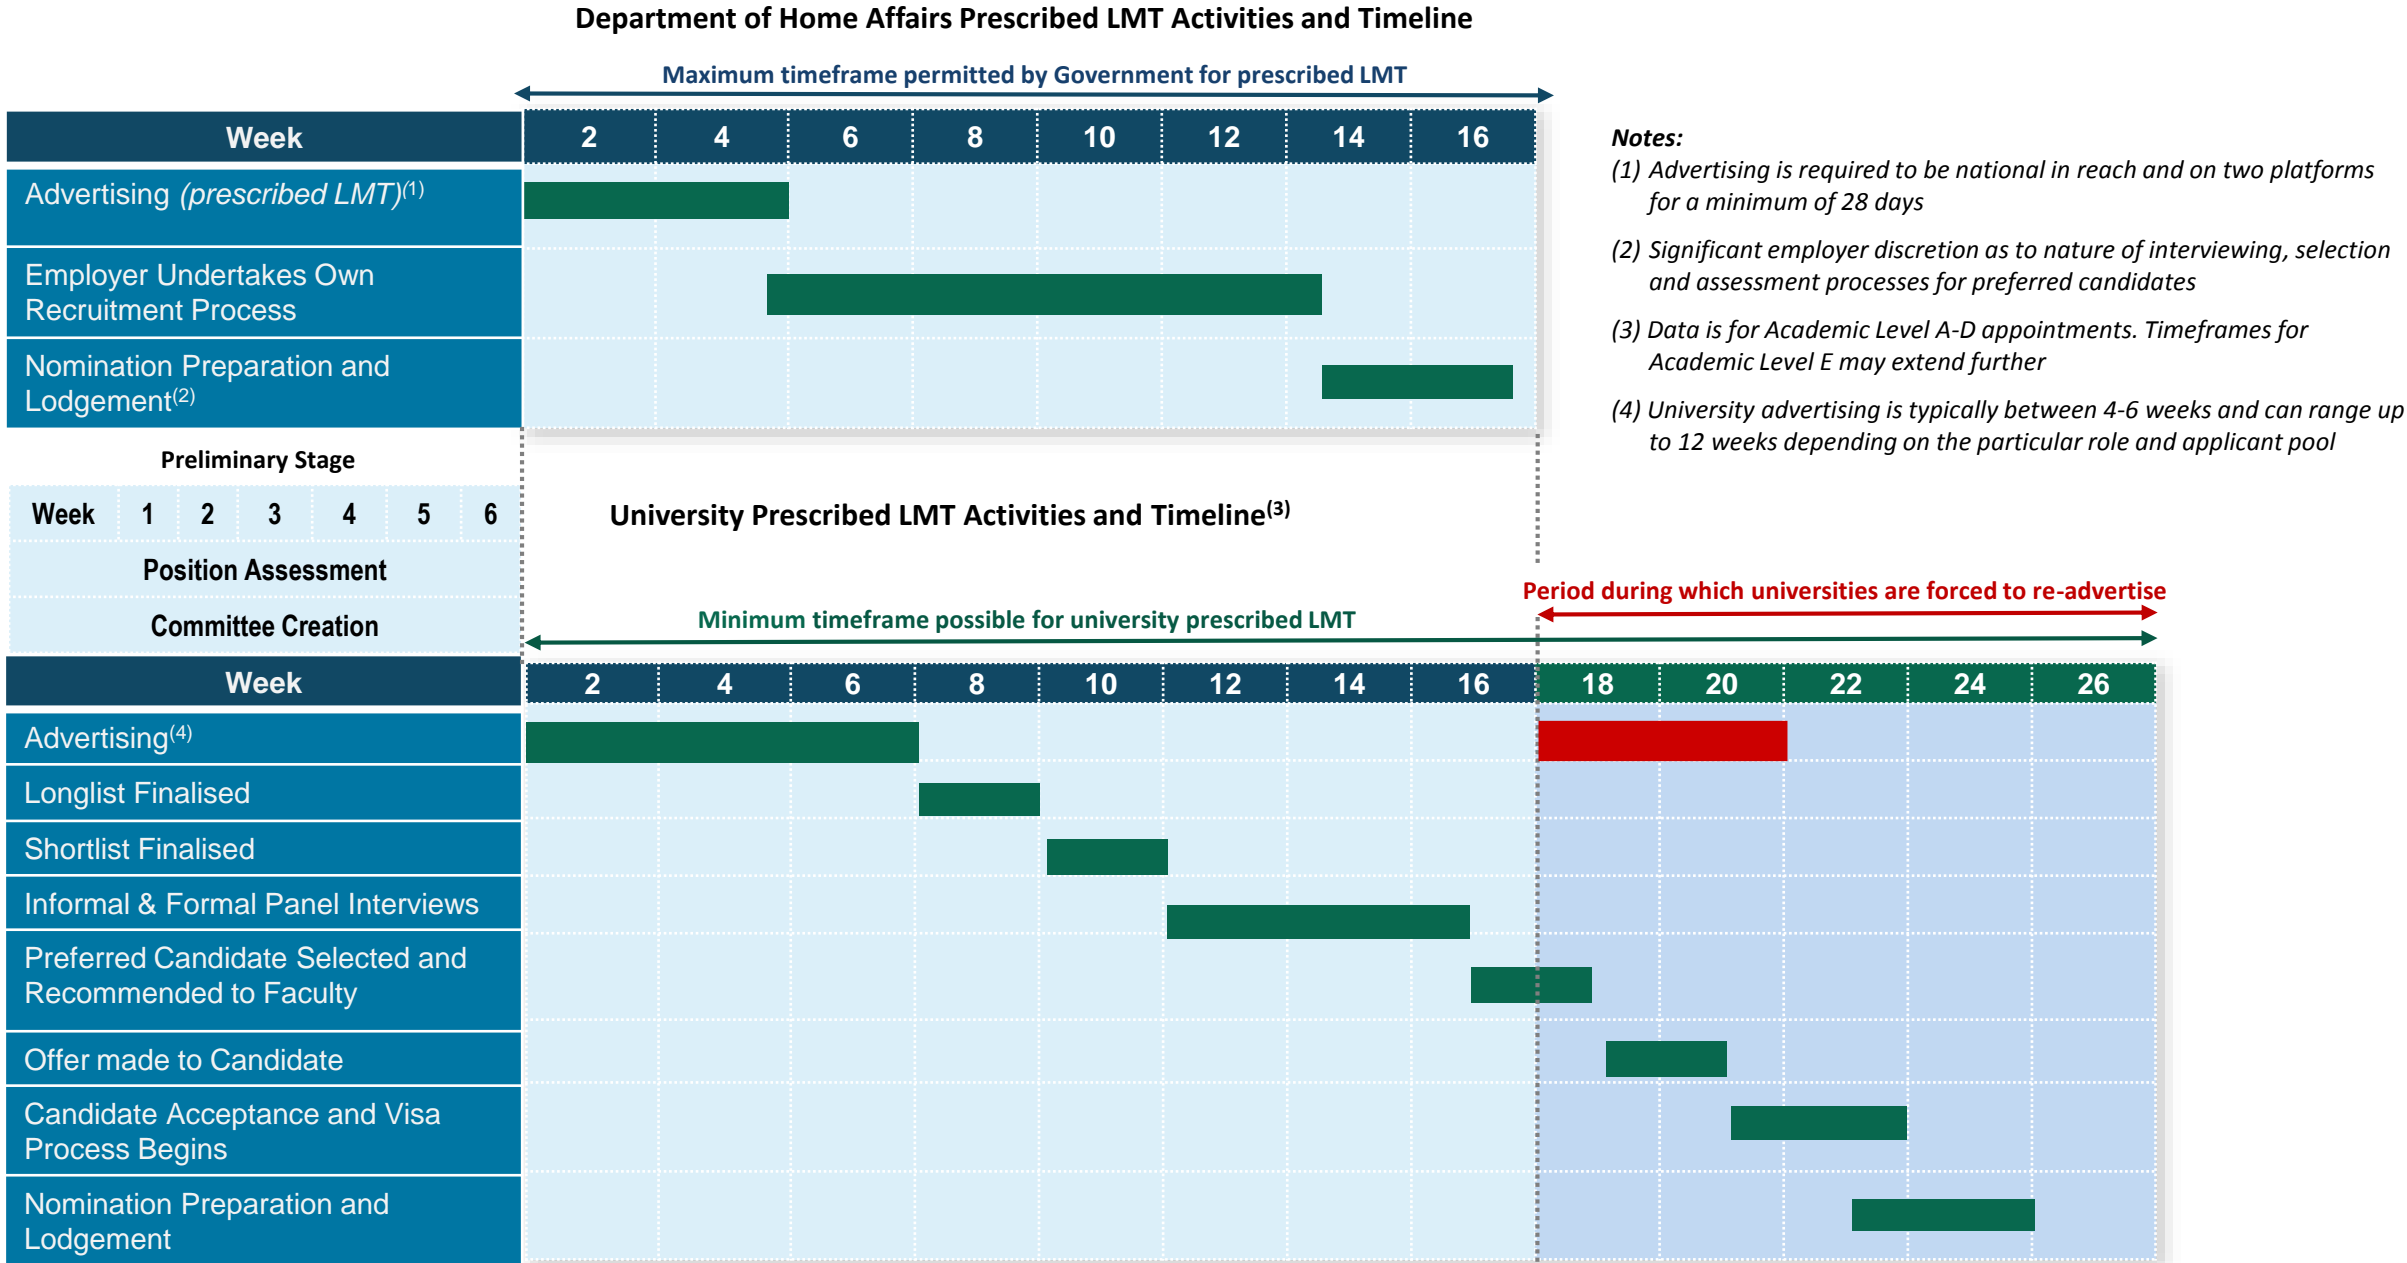 Department of Home Affairs Prescribed LMT Activities and Timeline
Maximum timeframe permitted by Government for prescribed LMT
Week 2 4 6 8 10 12 14 16
Advertising (prescribed LMT)(1)
Employer Undertakes Own
Recruitment Process
Nomination Preparation and
Lodgement(2)
Notes:
(1) Advertising is required to be national in reach and on two platforms
for a minimum of 28 days
(2) Significant employer discretion as to nature of interviewing, selection
and assessment processes for preferred candidates
(3) Data is for Academic Level A-D appointments. Timeframes for
Academic Level E may extend further
(4) University advertising is typically between 4-6 weeks and can range up
to 12 weeks depending on the particular role and applicant pool
Preliminary Stage
Week 1 2 3 4 5 6
Position Assessment
Committee Creation
University Prescribed LMT Activities and Timeline(3)
Period during which universities are forced to re-advertise
Minimum timeframe possible for university prescribed LMT
Week 2 4 6 8 10 12 14 16 18 20 22 24 26
Advertising(4)
Longlist Finalised
Shortlist Finalised
Informal & Formal Panel Interviews
Preferred Candidate Selected and
Recommended to Faculty
Offer made to Candidate
Candidate Acceptance and Visa
Process Begins
Nomination Preparation and
Lodgement